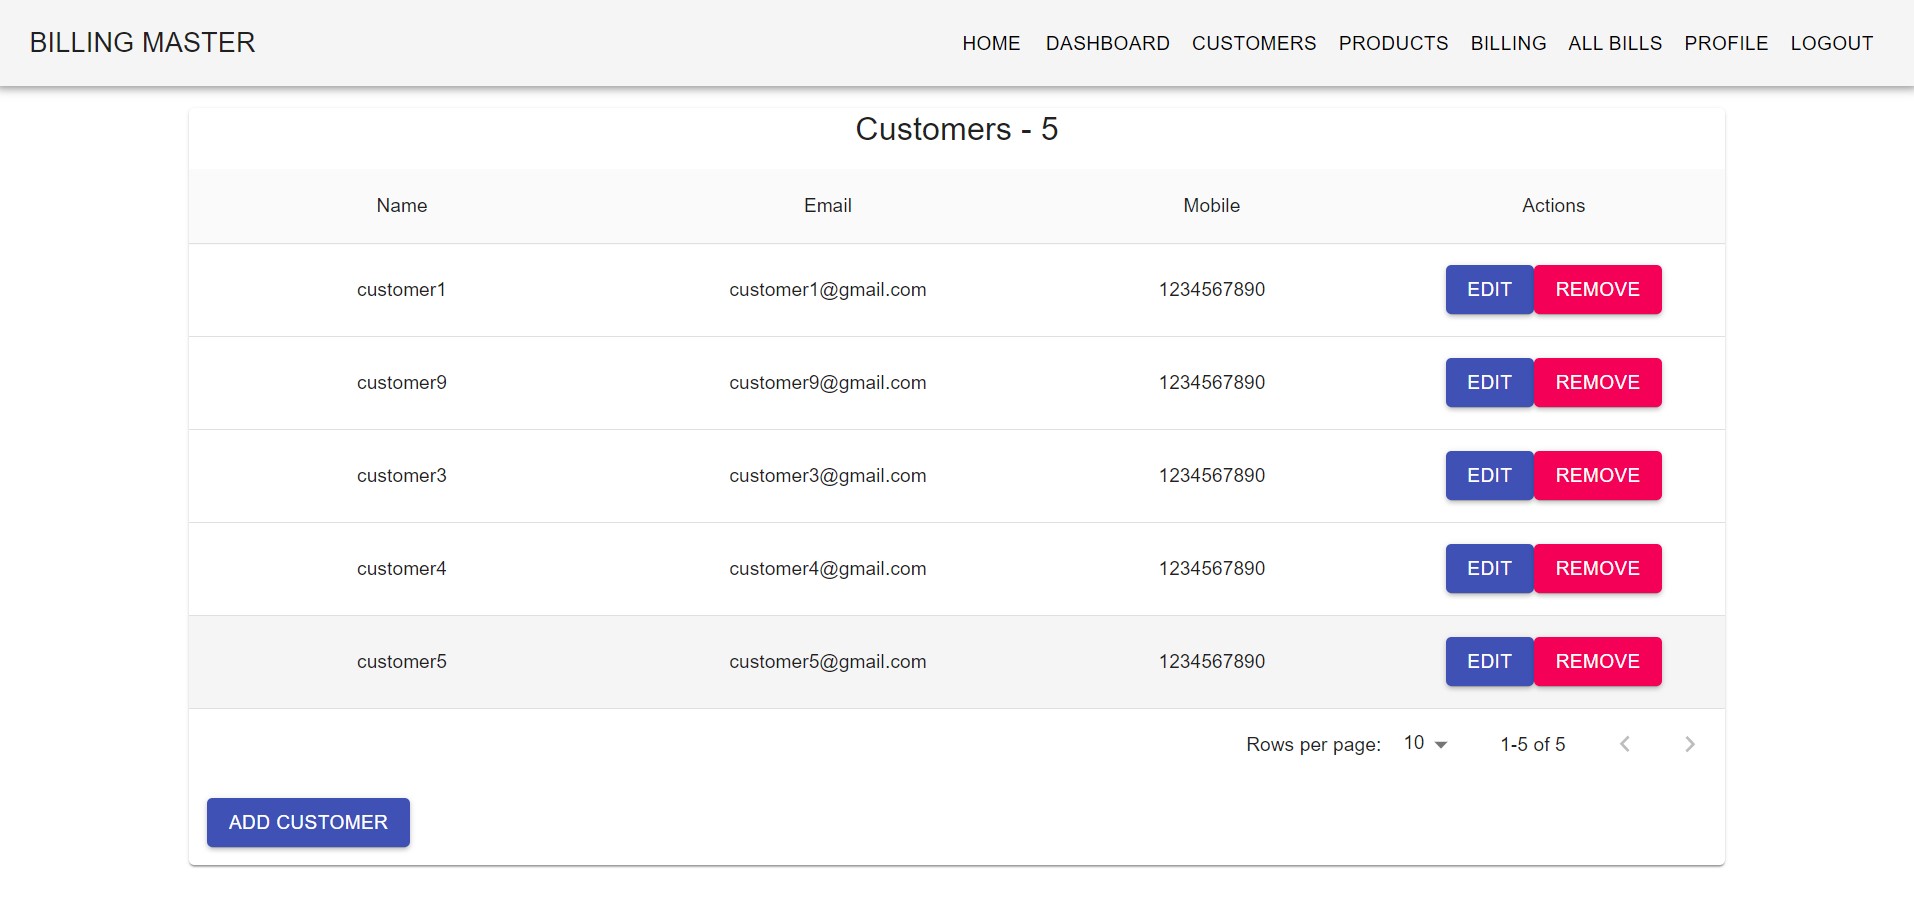 BILLING MASTER HOME DASHBOARD CUSTOMERS PRODUCTS BILLING ALL BILLS PROFILE LOGOUT
Customers - 5
Name Email Mobile Actions
customer1 customer1@gmail.com 1234567890 EDIT REMOVE
customer9 customer9@gmail.com 1234567890 EDIT REMOVE
customer3 customer3@gmail.com 1234567890 EDIT REMOVE
customer4 customer4@gmail.com 1234567890 EDIT REMOVE
customer5 customer5@gmail.com 1234567890 EDIT REMOVE
Rows per page: 10 1-5 of 5
ADD CUSTOMER